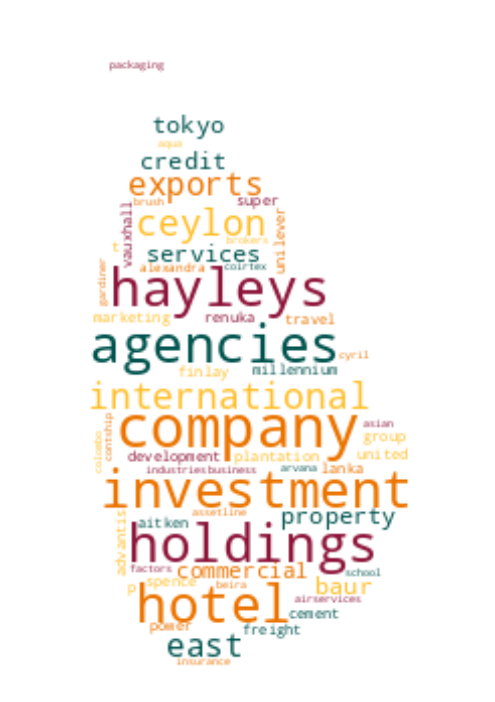 packaging
tokyo
aqua
credit
exports
brush super
vauxhall ceylon unilever
t brokers
services
alexandra coirtex
gardiner hayleys
marketing renuka travel
agencies cyril
finlay millennium
international
company asian
colombo contship group
development plantation united
industries business arvana lanka
investment
assetline
advantis aitken property
holdings
factors commercial school
p spence beira baur
hotel airservices
cement
power freight
east
insurance